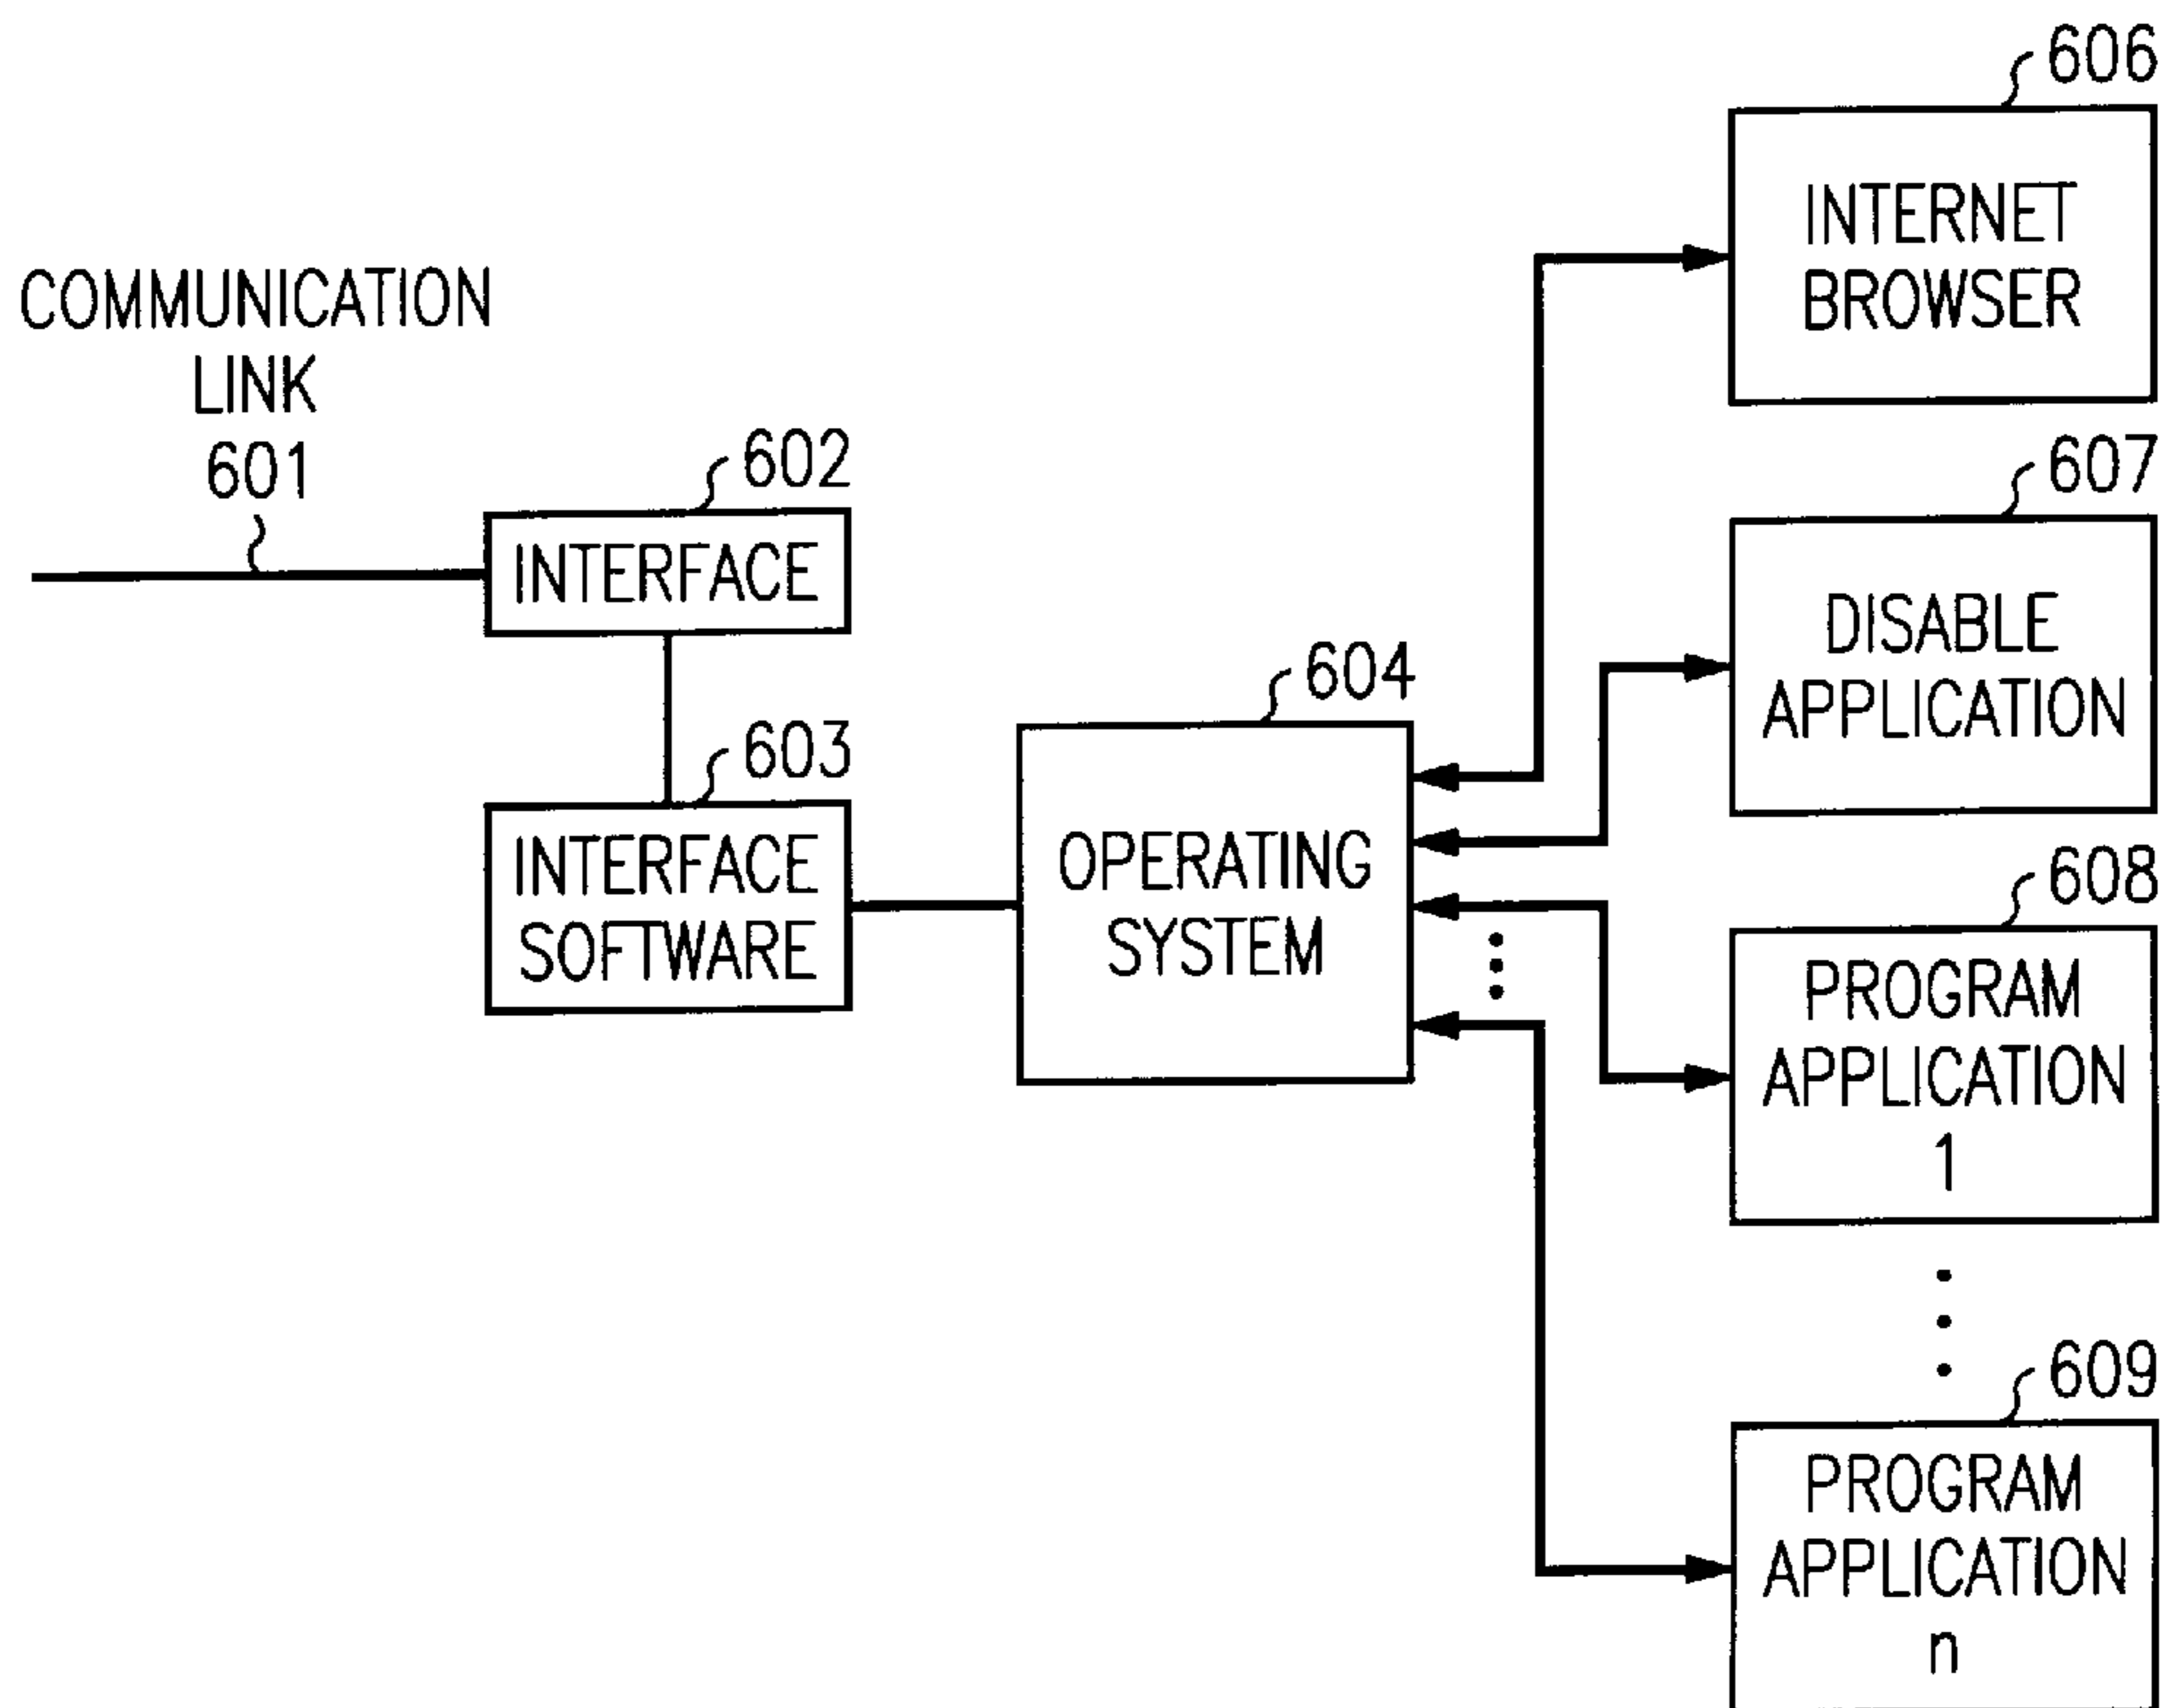 COMMUNICATION
LINK
601
602
INTERFACE
603
INTERFACE
SOFTWARE
604
OPERATING
SYSTEM
606
INTERNET
BROWSER
607
DISABLE
APPLICATION
608
PROGRAM
APPLICATION
1
609
PROGRAM
APPLICATION
n